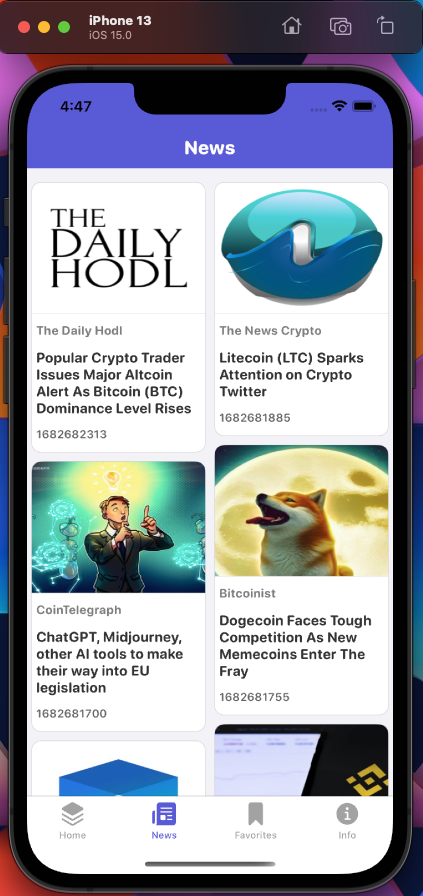 iPhone 13
iOS 15.0
4:47
News
THE
DAILY
HODL
The Daily Hodl
Popular Crypto Trader
Issues Major Altcoin
Alert As Bitcoin (BTC)
Dominance Level Rises
1682682313
The News Crypto
Litecoin (LTC) Sparks
Attention on Crypto
Twitter
1682681885
CoinTelegraph
ChatGPT, Midjourney,
other AI tools to make
their way into EU
legislation
1682681700
Bitcoinist
Dogecoin Faces Tough
Competition As New
Memecoins Enter The
Fray
1682681755
Home
News
Favorites
Info